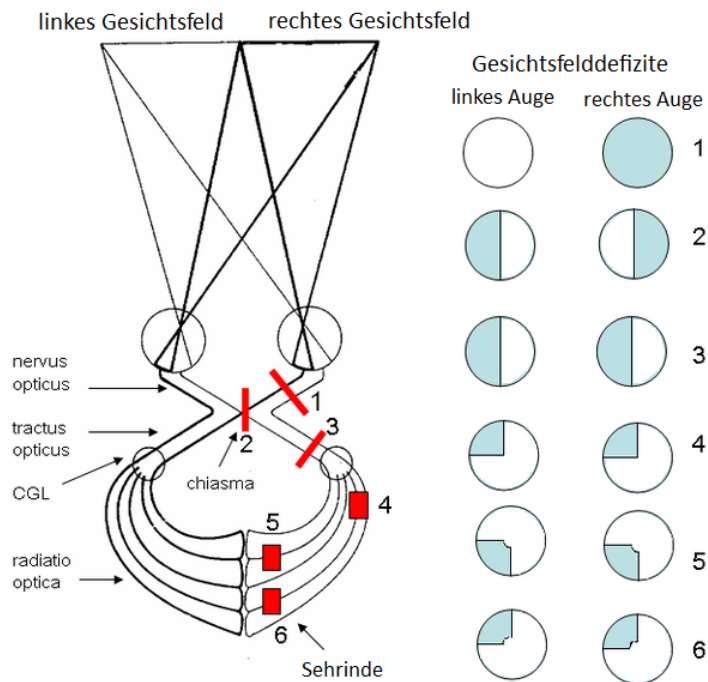 linkes Gesichtsfeld
rechtes Gesichtsfeld
Gesichtsfelddefizite
linkes Auge
rechtes Auge
1
2
3
4
5
6
nervus
opticus
tractus
opticus
CGL
radiatio
optica
chiasma
1
2
3
4
5
6
Sehrinde